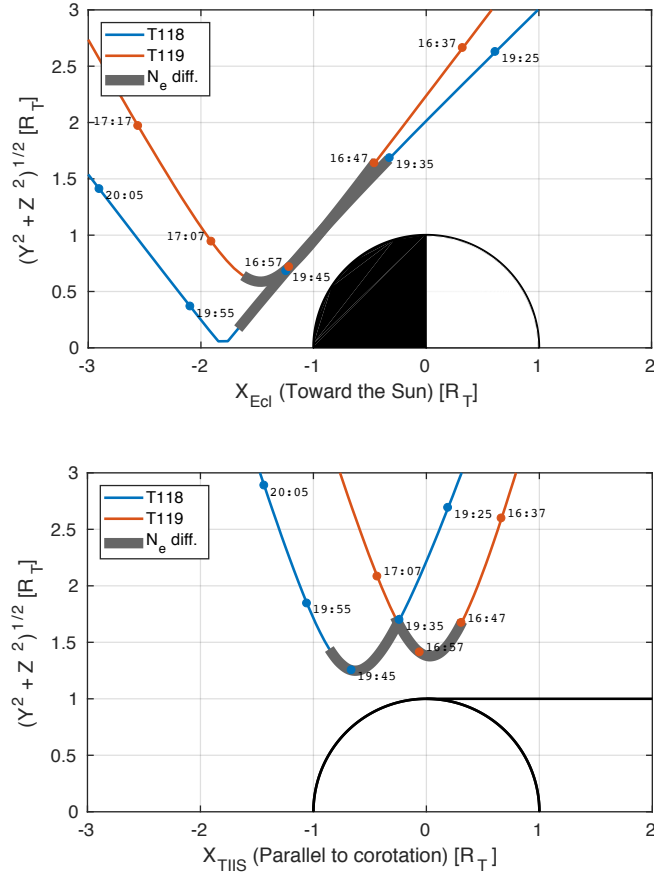 3
T118
T119
N_e diff.
16:37
19:25
2.5
2
17:17
1.5
16:47
19:35
20:05
1
17:07
16:57
19:45
0.5
19:55
0
-3 -2 -1 0 1 2
(Y^2 + Z^2)^1/2 [R_T]
X_Ecl (Toward the Sun) [R_T]
3
T118
T119
N_e diff.
20:05
19:25
16:37
2.5
17:07
2
19:55
19:35
16:47
1.5
16:57
19:45
1
0.5
0
-3 -2 -1 0 1 2
(Y^2 + Z^2)^1/2 [R_T]
X_TIIS (Parallel to corotation) [R_T]